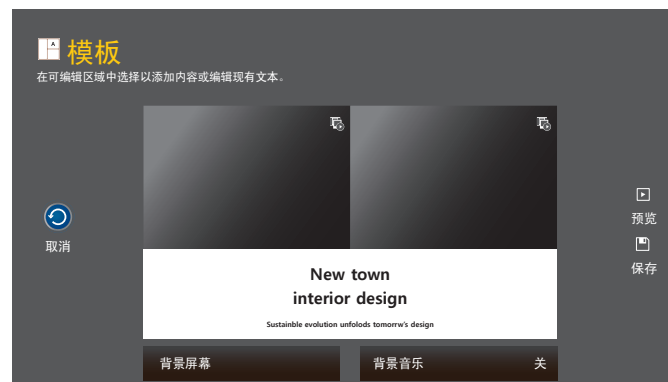 模板
在可编辑区域中选择以添加内容或编辑现有文本。
取消
New town
interior design
Sustainble evolution unfolods tomorrw's design
预览
保存
背景屏幕
背景音乐 关